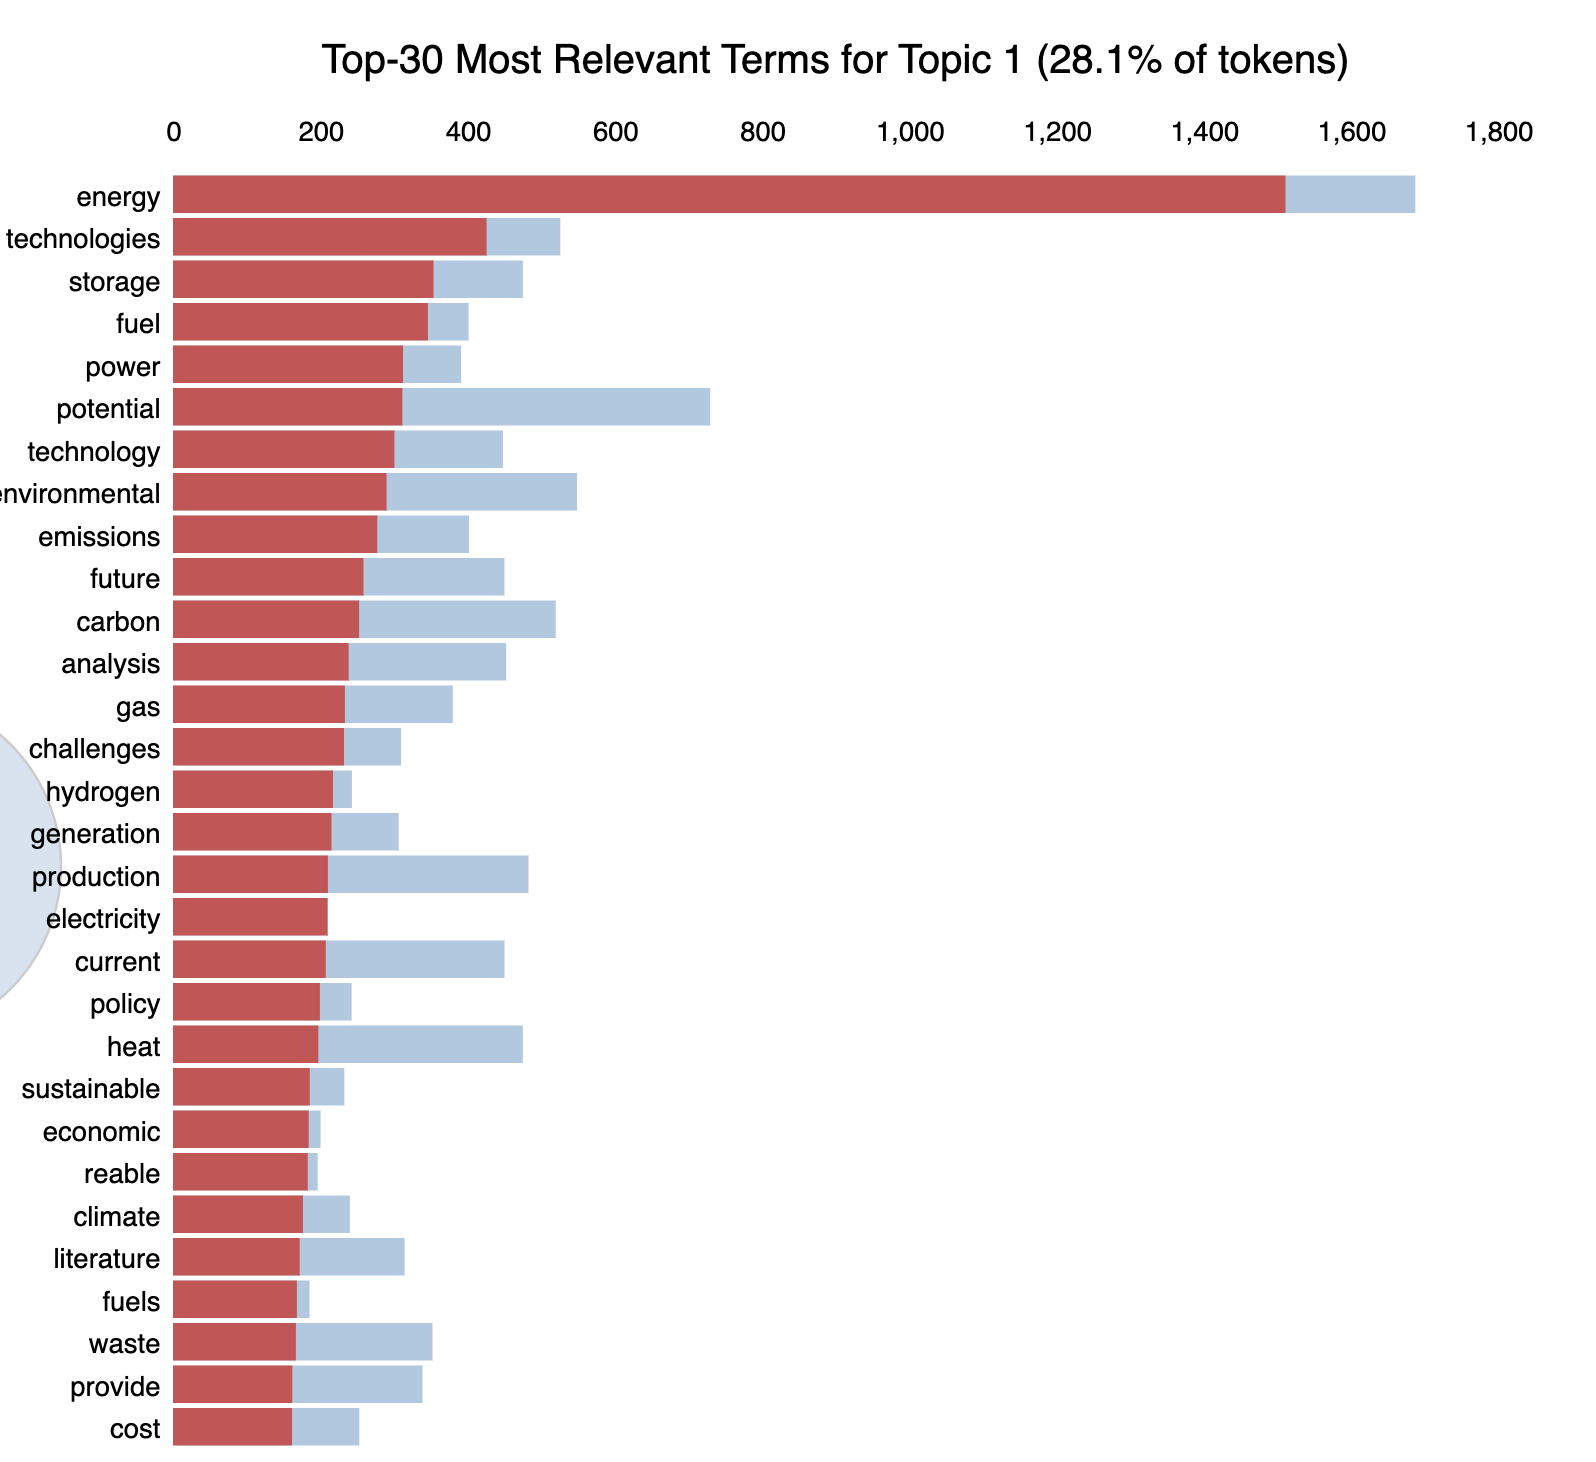 Top-30 Most Relevant Terms for Topic 1 (28.1% of tokens)
0 200 400 600 800 1,000 1,200 1,400 1,600 1,800
energy
technologies
storage
fuel
power
potential
technology
nvironmental
emissions
future
carbon
analysis
gas
challenges
hydrogen
generation
production
electricity
current
policy
heat
sustainable
economic
reable
climate
literature
fuels
waste
provide
cost